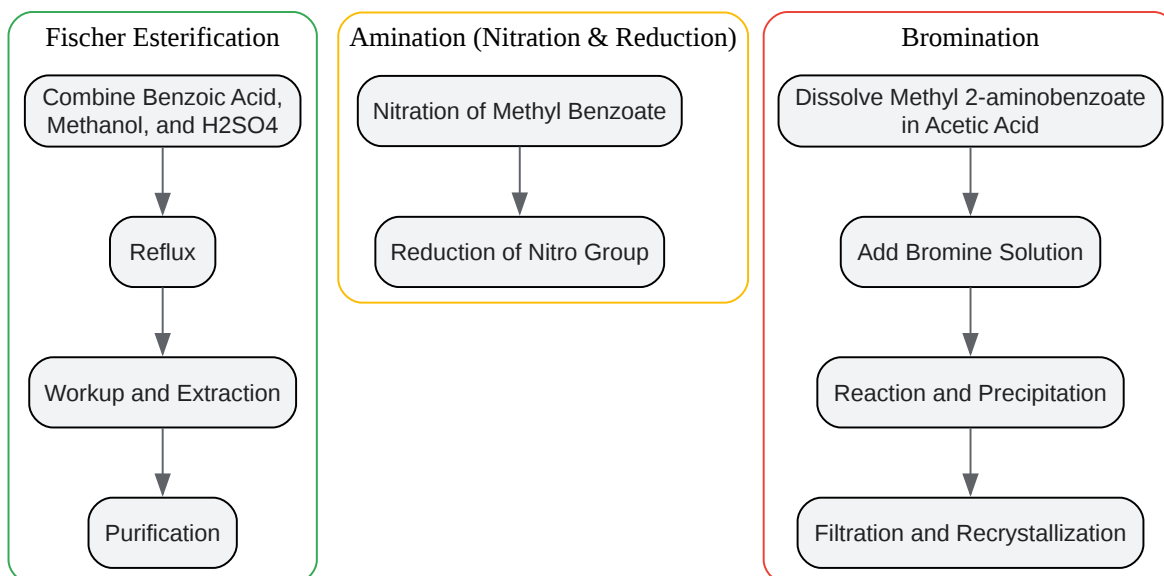 Fischer Esterification
Combine Benzoic Acid,
Methanol, and H2SO4
Reflux
Workup and Extraction
Purification
Amination (Nitration & Reduction)
Nitration of Methyl Benzoate
Reduction of Nitro Group
Bromination
Dissolve Methyl 2-aminobenzoate
in Acetic Acid
Add Bromine Solution
Reaction and Precipitation
Filtration and Recrystallization